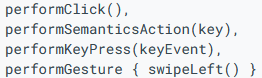 performClick(),
performSemanticsAction(key),
performKeyPress(keyEvent),
performGesture { swipeLeft() }